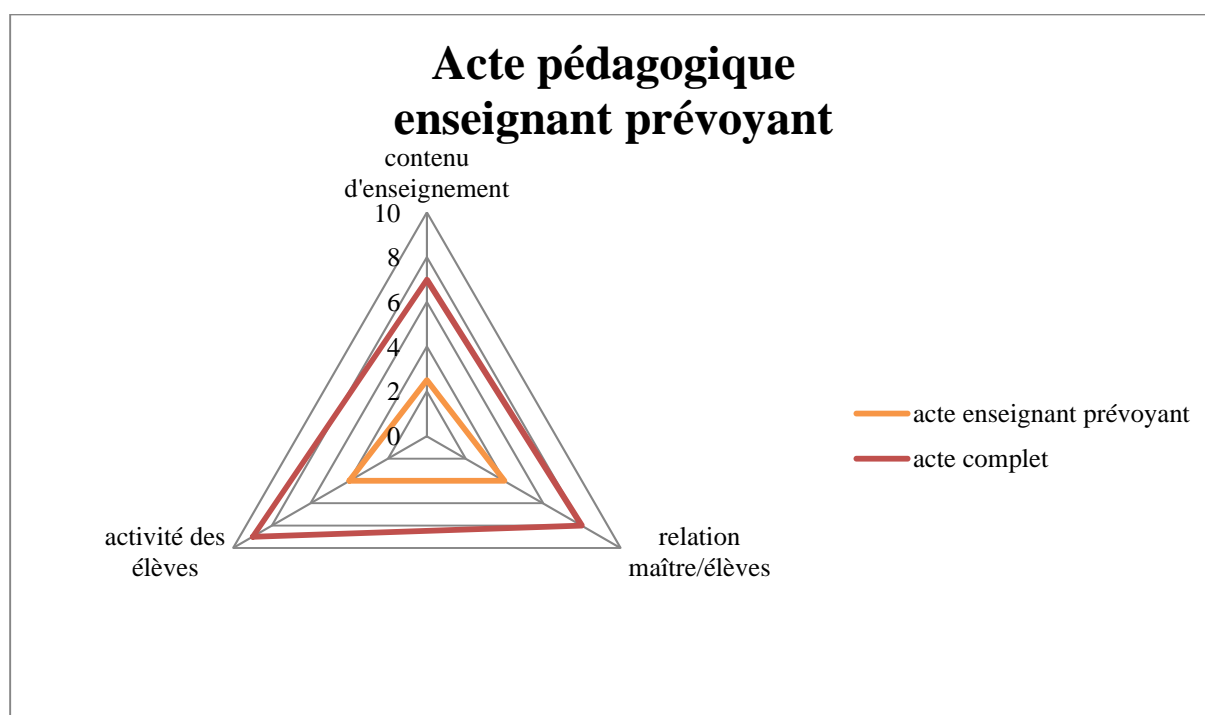 Acte pédagogique
enseignant prévoyant
contenu
d'enseignement
10
8
6
4
2
0
activité des
élèves
relation
maître/élèves
acte enseignant prévoyant
acte complet